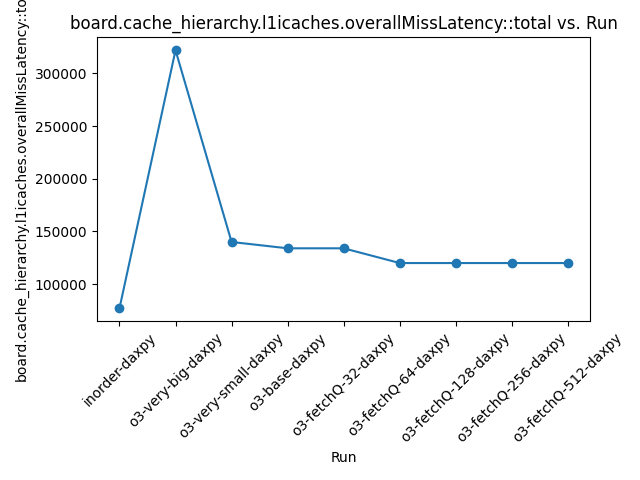 board.cache_hierarchy.l1icaches.overallMissLatency::total vs. Run
board.cache_hierarchy.l1icaches.overallMissLatency::to
300000
250000
200000
150000
100000
inorder-daxpy
o3-very-big-daxpy
o3-very-small-daxpy
o3-base-daxpy
o3-fetchQ-32-daxpy
o3-fetchQ-64-daxpy
o3-fetchQ-128-daxpy
o3-fetchQ-256-daxpy
o3-fetchQ-512-daxpy
Run